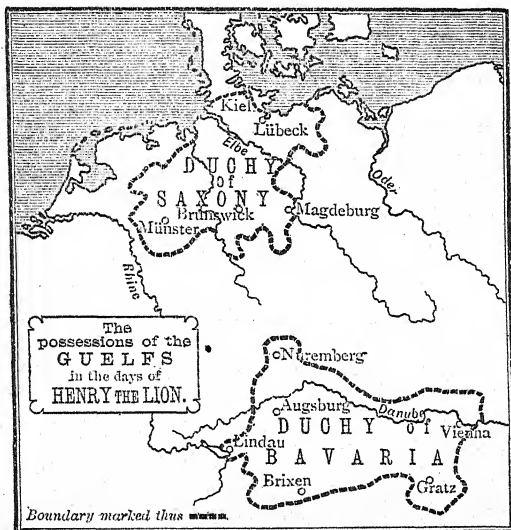 Kiel
Lübeck
Elbe
DUCHY
of
SAXONY
Brunswick
Münster
Magdeburg
Oder
Rhine
The
possessions of the
GUELFS
in the days of
HENRY THE LION.
Nuremberg
Augsburg
Danube
DUCHY of
Vienna
Lindau
BAVARIA
Brixen
Gratz
Boundary marked thus